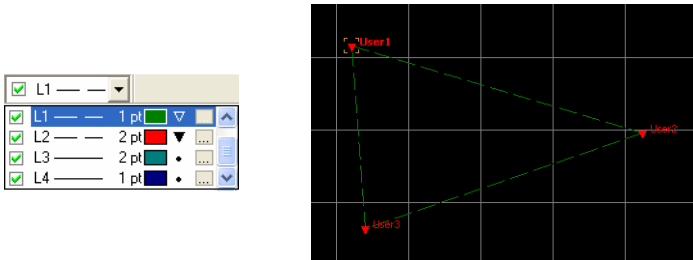 L1
L1 1 pt ...
L2 2 pt ...
L3 2 pt ...
L4 1 pt ...
User1
User2
User3